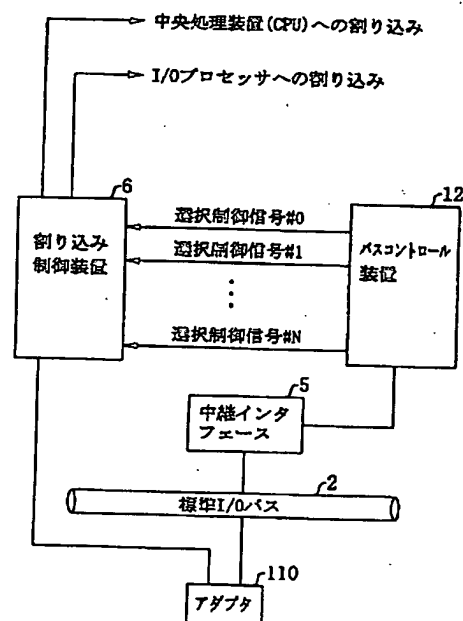 中央処理装置(CPU)への割り込み
I/Oプロセッサへの割り込み
6
12
割り込み
制御装置
選択制御信号#0
選択制御信号#1
選択制御信号#N
バスコントロール
装置
5
中継インタ
フェース
2
標準I/Oバス
110
アダプタ